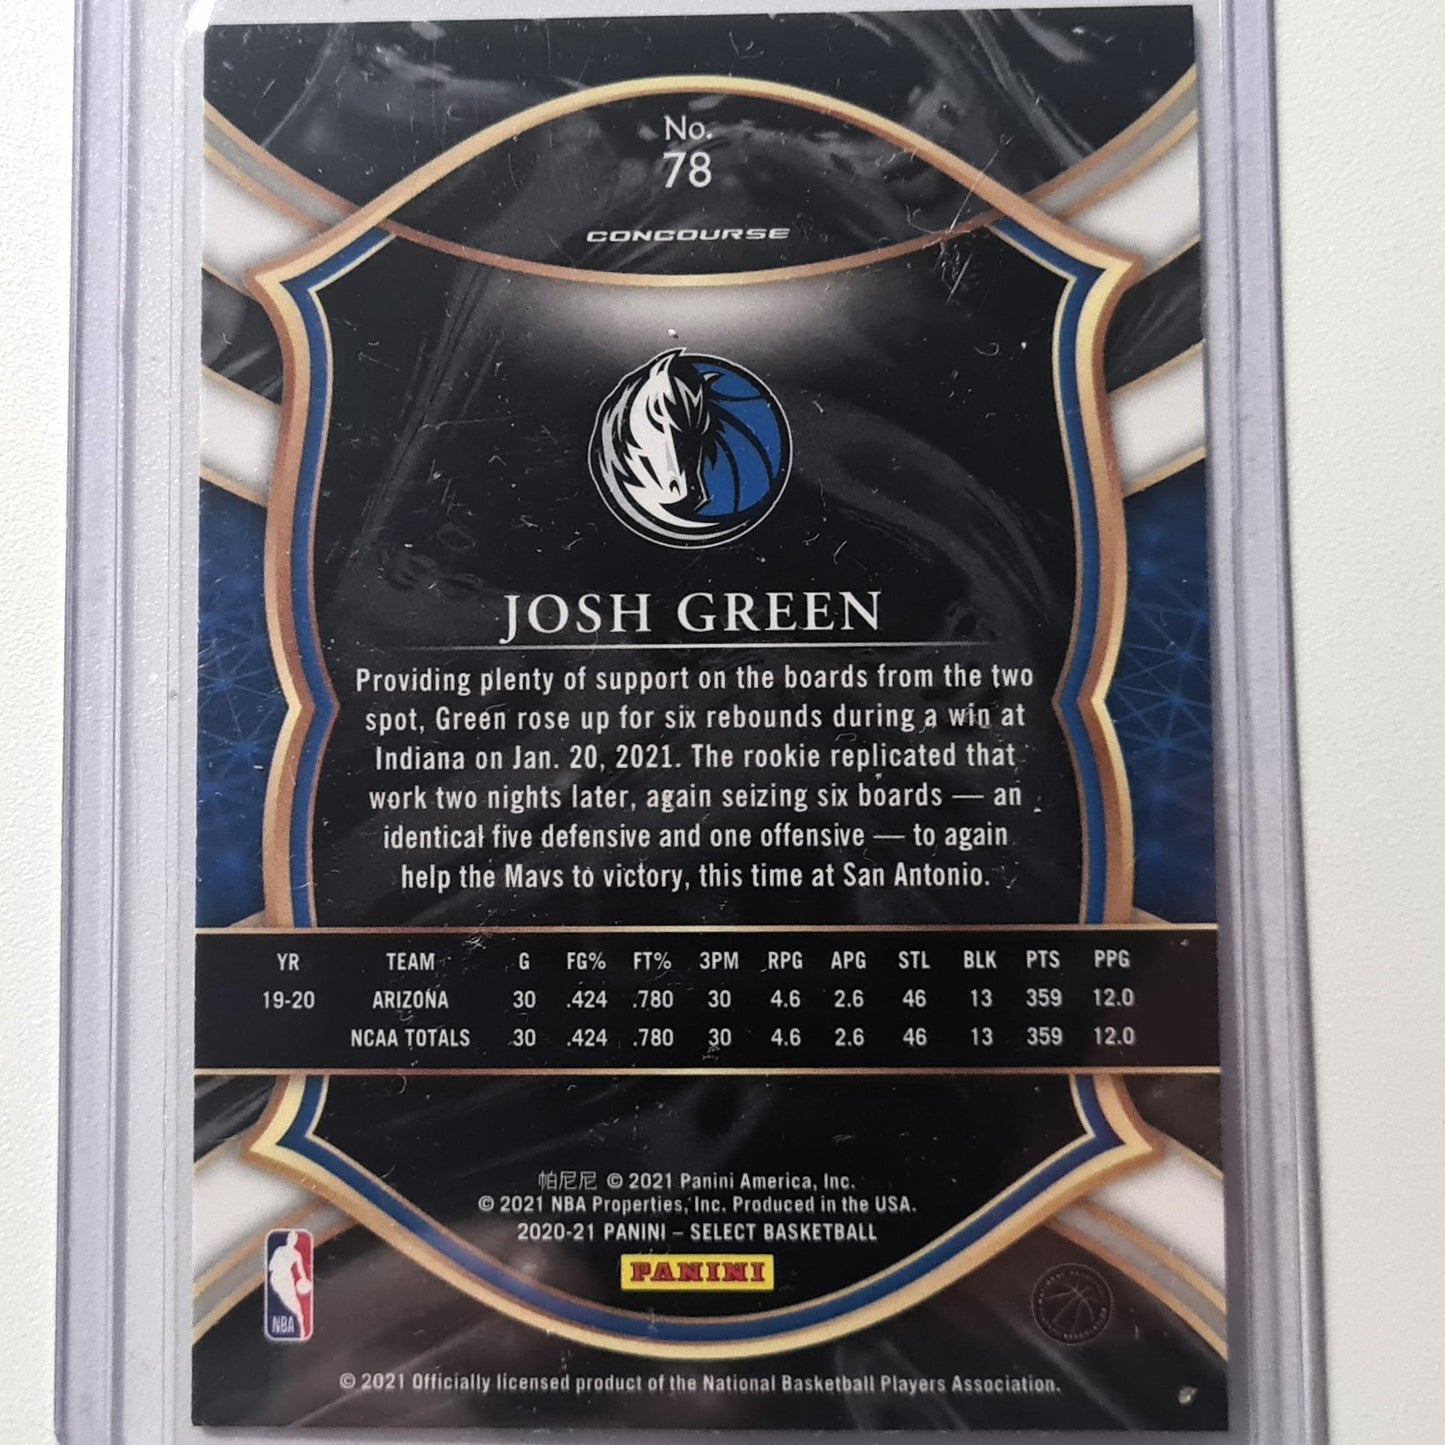 No.
78
CONCOURSE
JOSH GREEN
Providing plenty of support on the boards from the two
spot, Green rose up for six rebounds during a win at
Indiana on Jan. 20, 2021. The rookie replicated that
work two nights later, again seizing six boards — an
identical five defensive and one offensive — to again
help the Mavs to victory, this time at San Antonio.
YR TEAM G FG% FT% 3PM RPG APG STL BLK PTS PPG
19-20 ARIZONA 30 .424 .780 30 4.6 2.6 46 13 359 12.0
NCAA TOTALS 30 .424 .780 30 4.6 2.6 46 13 359 12.0
帕尼尼 © 2021 Panini America, Inc.
© 2021 NBA Properties, Inc. Produced in the USA.
2020-21 PANINI – SELECT BASKETBALL
PANINI
NBA
© 2021 Officially licensed product of the National Basketball Players Association.